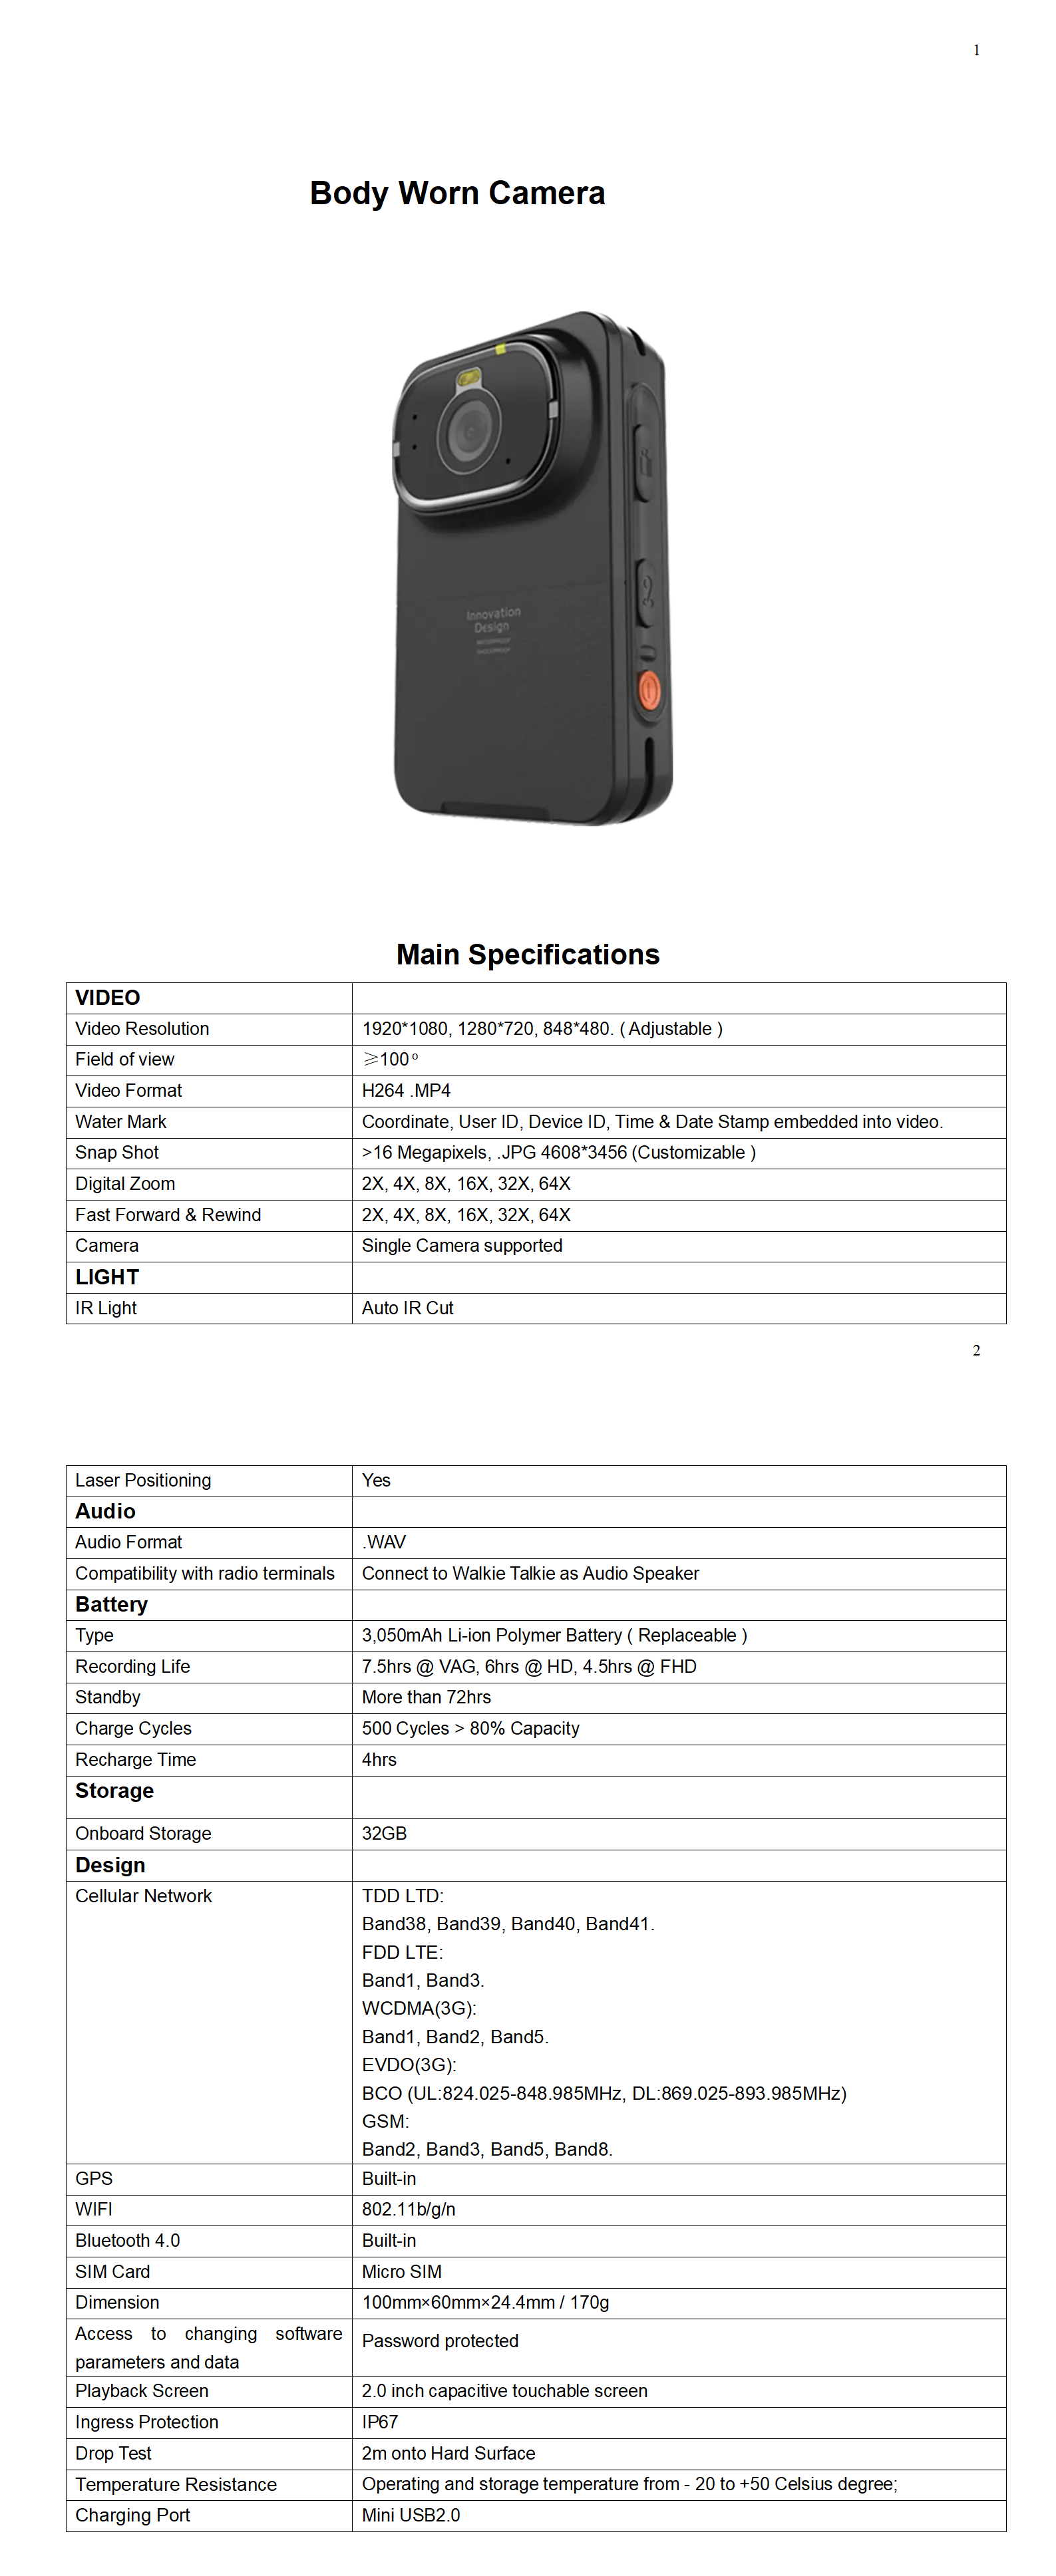 1
Body Worn Camera
Innovation
Design
WATERPROOF
SHOCKPROOF
Main Specifications
VIDEO
Video Resolution 1920*1080, 1280*720, 848*480. ( Adjustable )
Field of view ≥100°
Video Format H264 .MP4
Water Mark Coordinate, User ID, Device ID, Time & Date Stamp embedded into video.
Snap Shot >16 Megapixels, .JPG 4608*3456 (Customizable )
Digital Zoom 2X, 4X, 8X, 16X, 32X, 64X
Fast Forward & Rewind 2X, 4X, 8X, 16X, 32X, 64X
Camera Single Camera supported
LIGHT
IR Light Auto IR Cut
2
Laser Positioning Yes
Audio
Audio Format .WAV
Compatibility with radio terminals Connect to Walkie Talkie as Audio Speaker
Battery
Type 3,050mAh Li-ion Polymer Battery ( Replaceable )
Recording Life 7.5hrs @ VAG, 6hrs @ HD, 4.5hrs @ FHD
Standby More than 72hrs
Charge Cycles 500 Cycles > 80% Capacity
Recharge Time 4hrs
Storage
Onboard Storage 32GB
Design
Cellular Network TDD LTD:
Band38, Band39, Band40, Band41.
FDD LTE:
Band1, Band3.
WCDMA(3G):
Band1, Band2, Band5.
EVDO(3G):
BCO (UL:824.025-848.985MHz, DL:869.025-893.985MHz)
GSM:
Band2, Band3, Band5, Band8.
GPS Built-in
WIFI 802.11b/g/n
Bluetooth 4.0 Built-in
SIM Card Micro SIM
Dimension 100mm×60mm×24.4mm / 170g
Access to changing software
parameters and data Password protected
Playback Screen 2.0 inch capacitive touchable screen
Ingress Protection IP67
Drop Test 2m onto Hard Surface
Temperature Resistance Operating and storage temperature from - 20 to +50 Celsius degree;
Charging Port Mini USB2.0